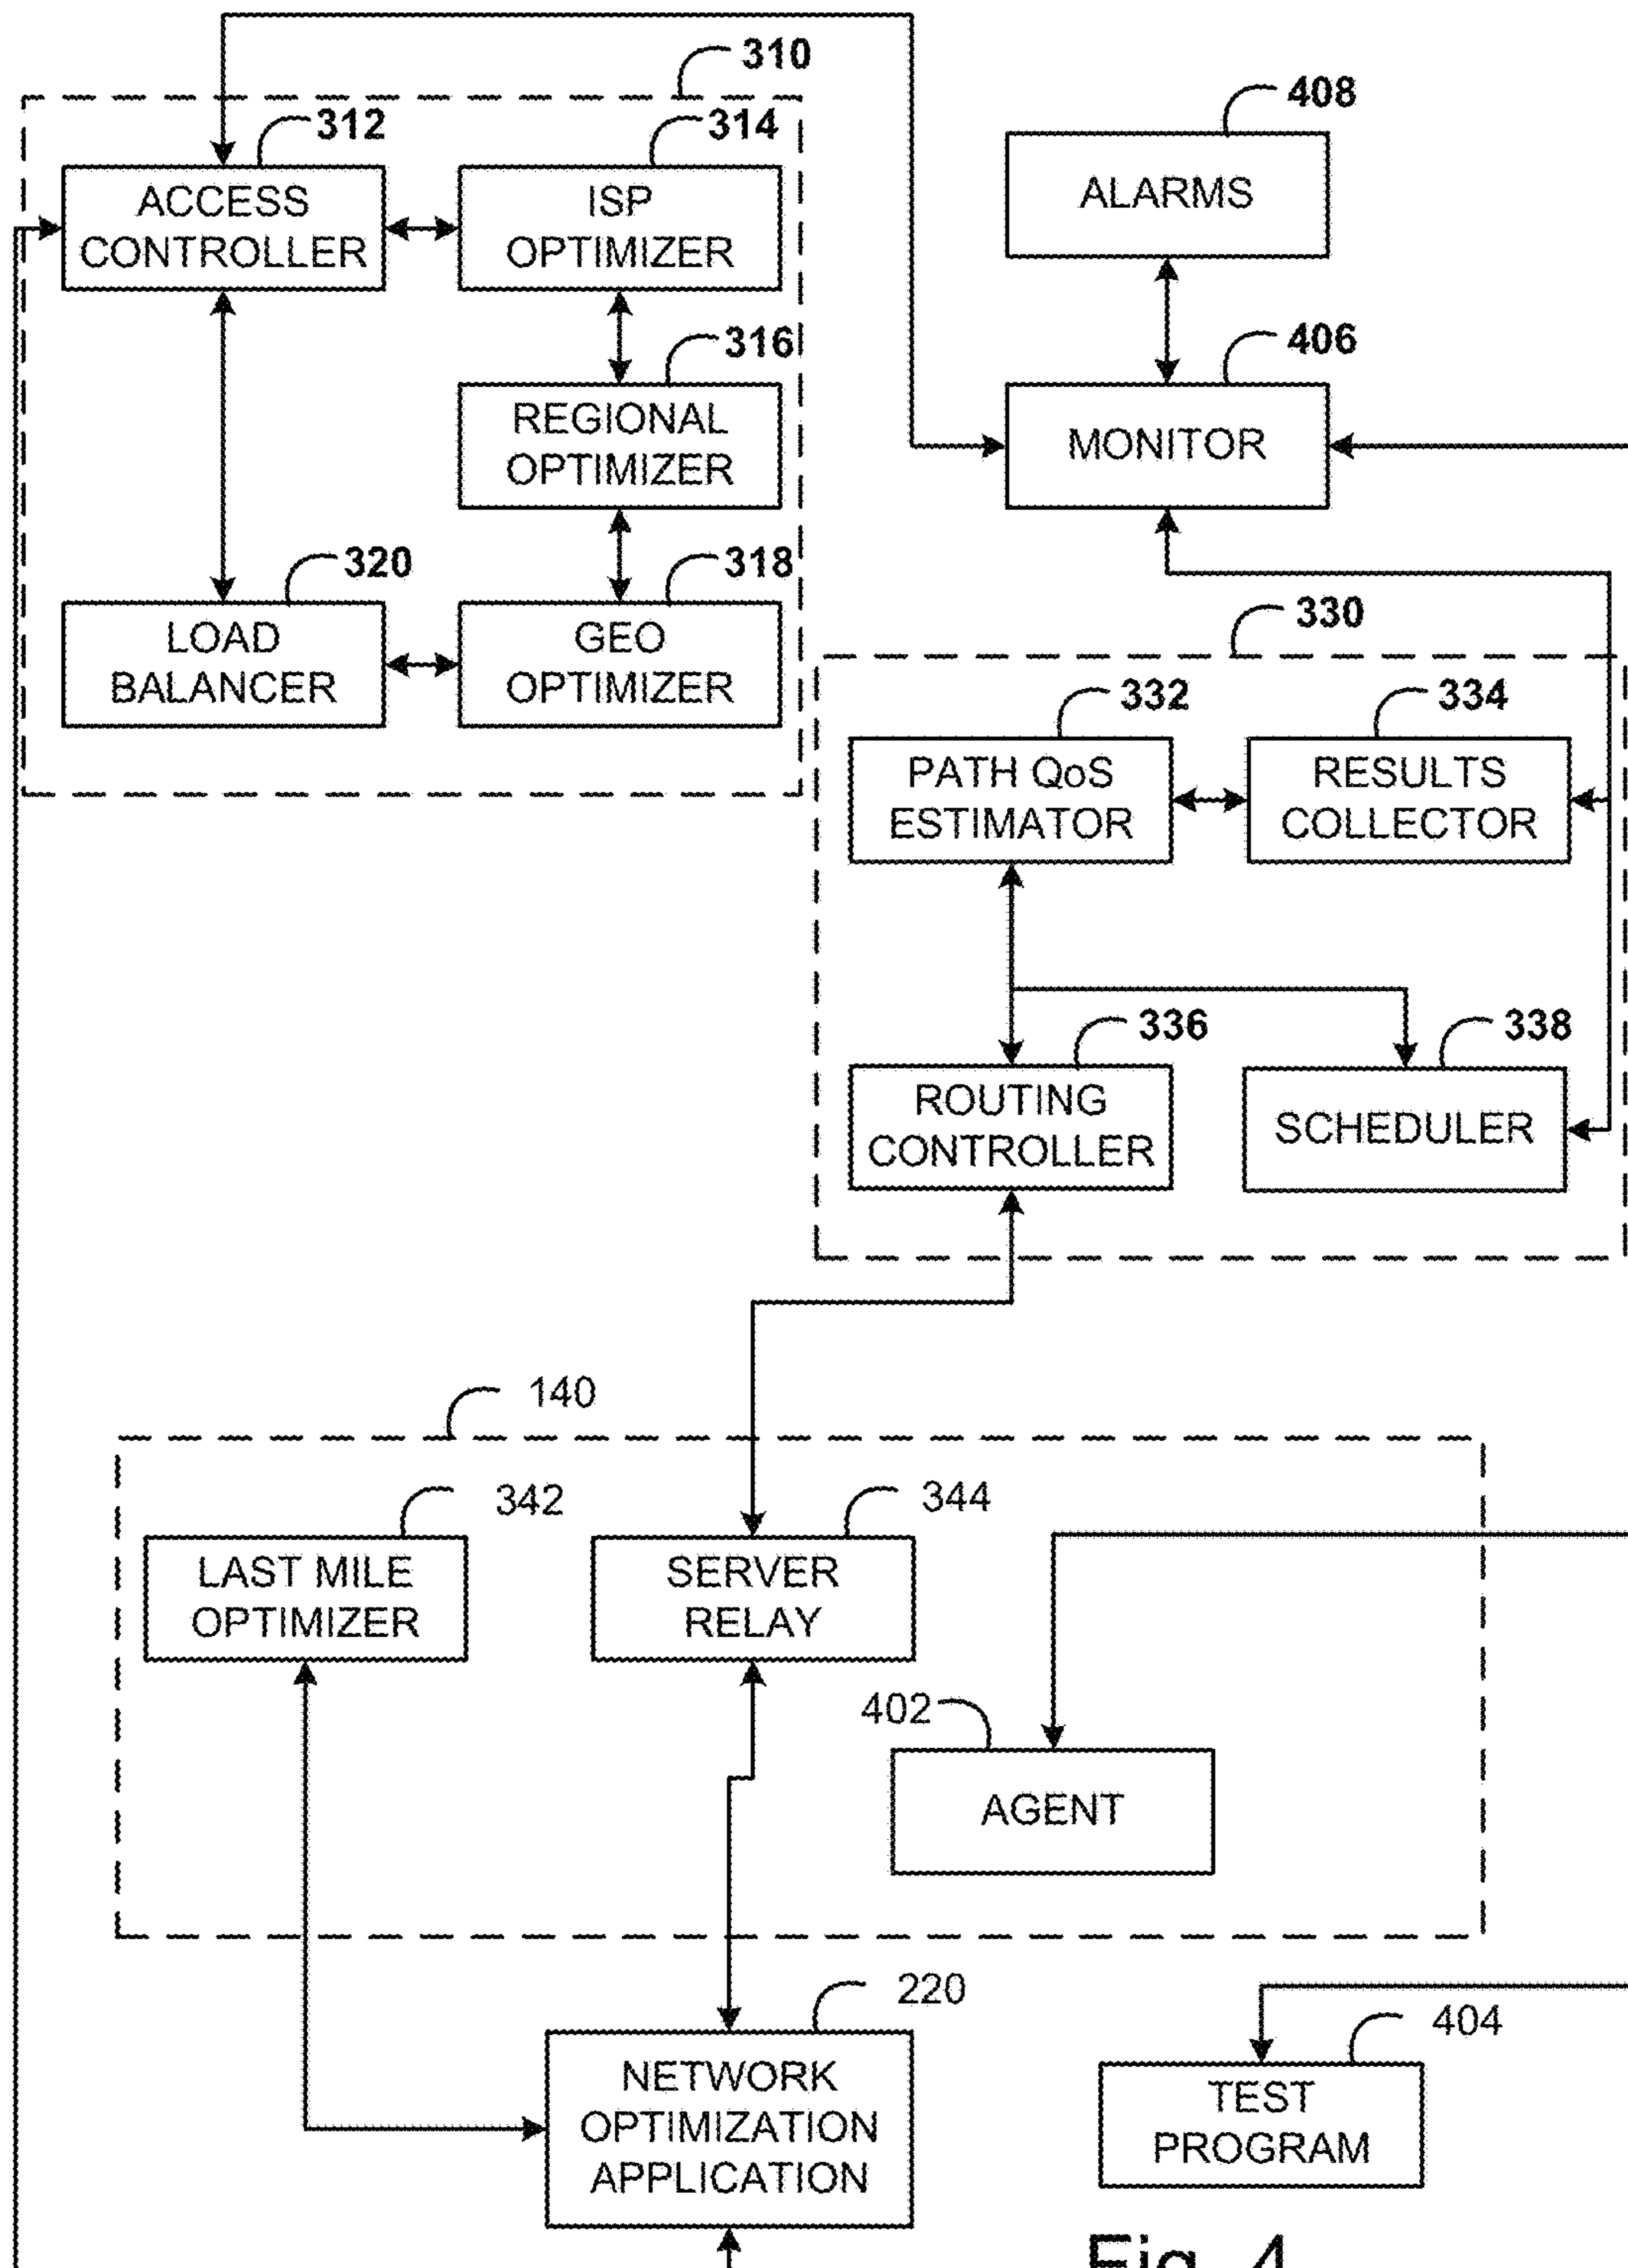 310
312
314
ACCESS
CONTROLLER
ISP
OPTIMIZER
316
REGIONAL
OPTIMIZER
320
318
LOAD
BALANCER
GEO
OPTIMIZER
408
ALARMS
406
MONITOR
330
332
334
PATH QoS
ESTIMATOR
RESULTS
COLLECTOR
336
338
ROUTING
CONTROLLER
SCHEDULER
140
342
344
LAST MILE
OPTIMIZER
SERVER
RELAY
402
AGENT
220
NETWORK
OPTIMIZATION
APPLICATION
404
TEST
PROGRAM
Fig. 4